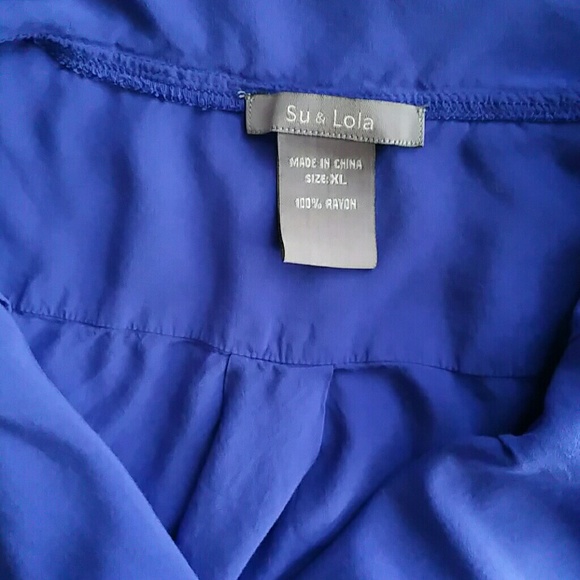 Su & Lola
MADE IN CHINA
SIZE:XL
100% RAYON